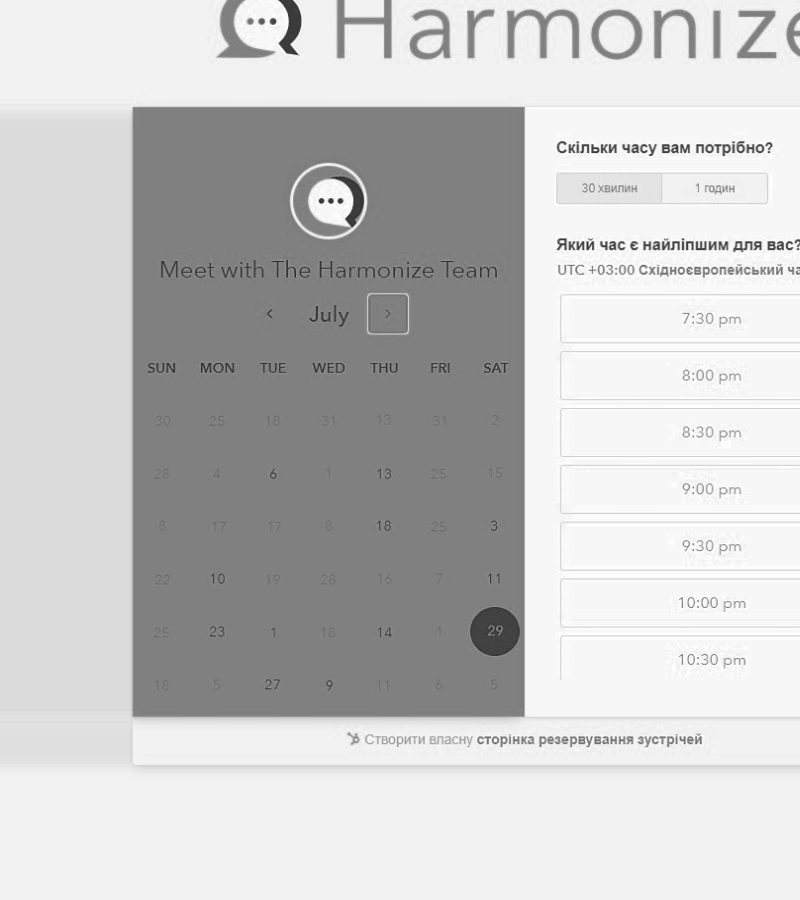 Harmonize
Meet with The Harmonize Team
July
SUN MON TUE WED THU FRI SAT
30 25 18 31 13 31 2
28 4 6 1 13 25 15
8 17 17 8 18 25 3
22 10 19 28 16 7 11
25 23 1 18 14 1 29
18 5 27 9 11 6 5
Скільки часу вам потрібно?
30 хвилин 1 годин
Який час є найліпшим для вас?
UTC +03:00 Східноєвропейський ча
7:30 pm
8:00 pm
8:30 pm
9:00 pm
9:30 pm
10:00 pm
10:30 pm
Створити власну сторінка резервування зустрічей